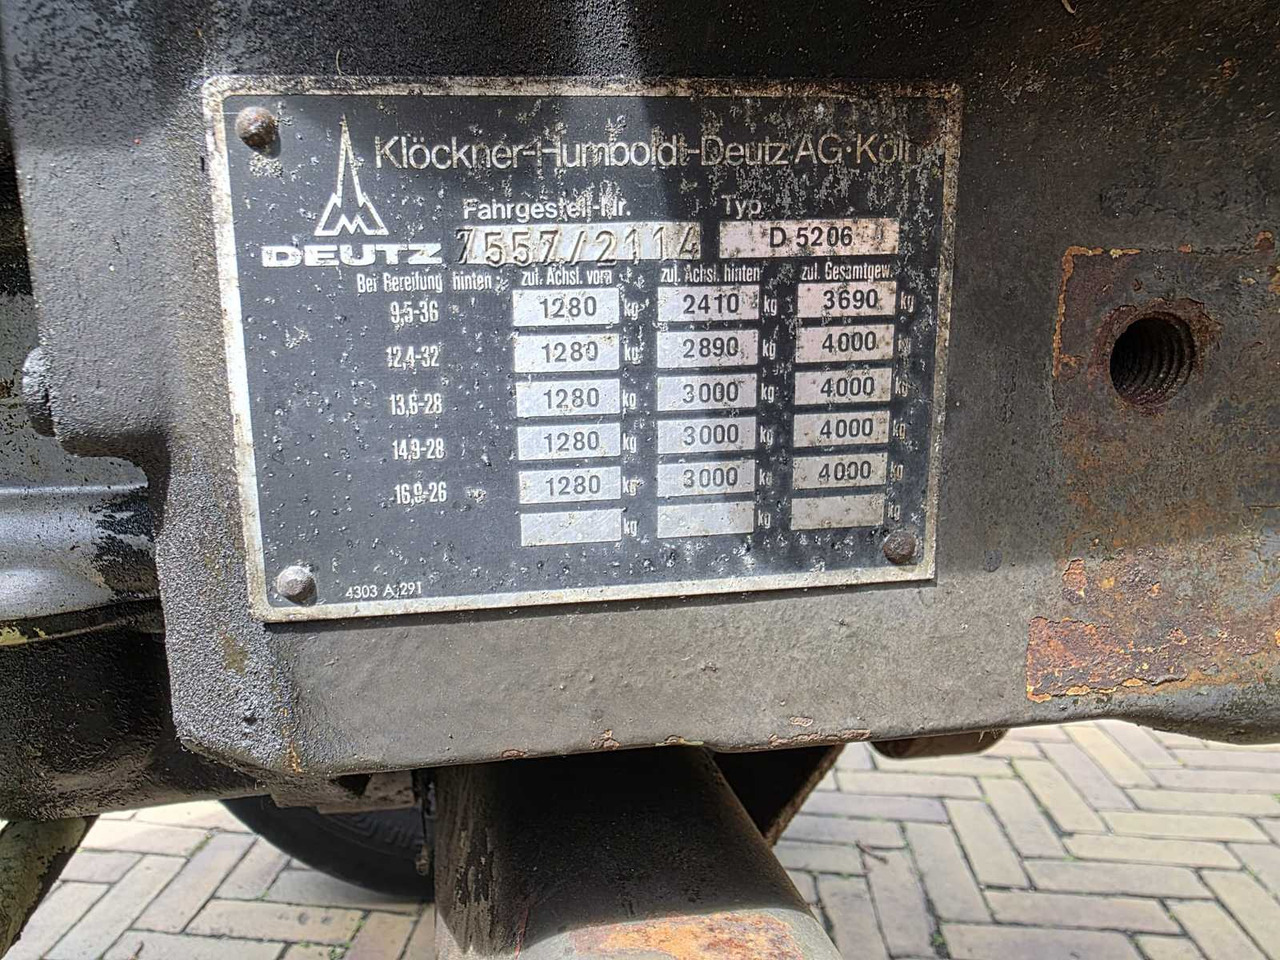 Klöckner-Humboldt-Deutz AG·Köln
DEUTZ
Fahrgestell-Nr. Typ
7557/2114 D 5206
Bei Bereifung hinten zul. Achsl. vorn zul. Achsl. hinten zul. Gesamtgew.
9,5-36 1280 kg 2410 kg 3690 kg
12,4-32 1280 kg 2890 kg 4000 kg
13,6-28 1280 kg 3000 kg 4000 kg
14,9-28 1280 kg 3000 kg 4000 kg
16,9-26 1280 kg 3000 kg 4000 kg
kg kg kg
4303 A 291